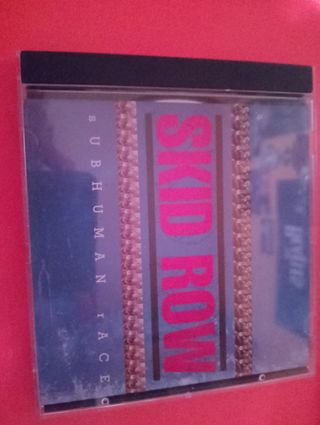 SKID ROW
sUBHUMAN rACE